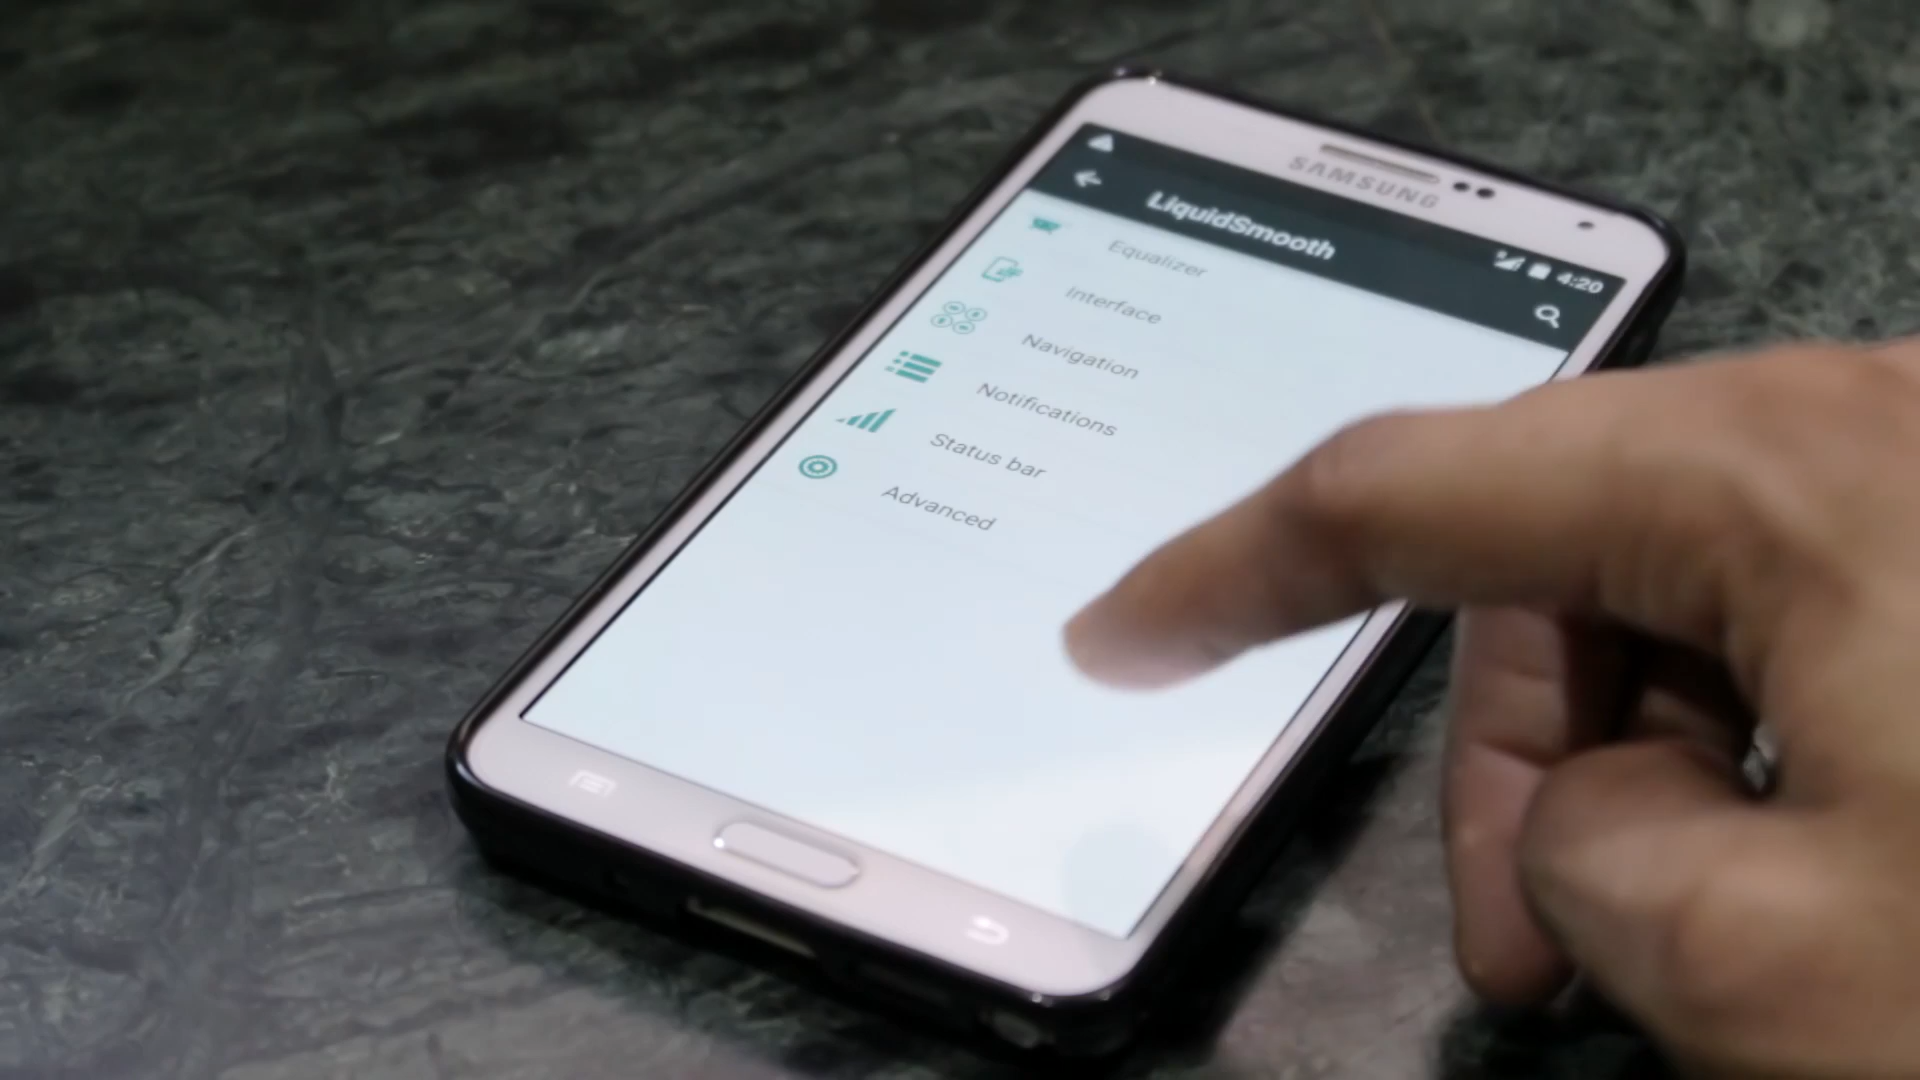 SAMSUNG
4:20
LiquidSmooth
Equalizer
Interface
Navigation
Notifications
Status bar
Advanced